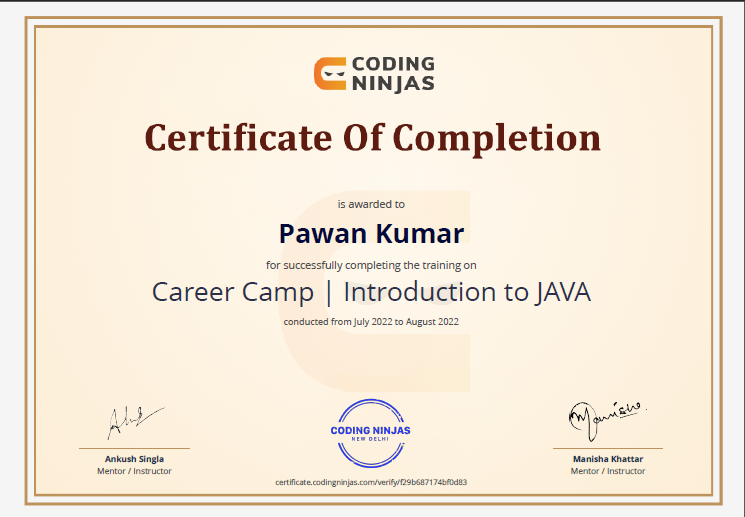 CODING
NINJAS
Certificate Of Completion
is awarded to
Pawan Kumar
for successfully completing the training on
Career Camp | Introduction to JAVA
conducted from July 2022 to August 2022
Ankush Singla
Mentor / Instructor
CODING NINJAS
NEW DELHI
Manisha Khattar
Mentor / Instructor
certificate.codingninjas.com/verify/f29b687174bf0d83